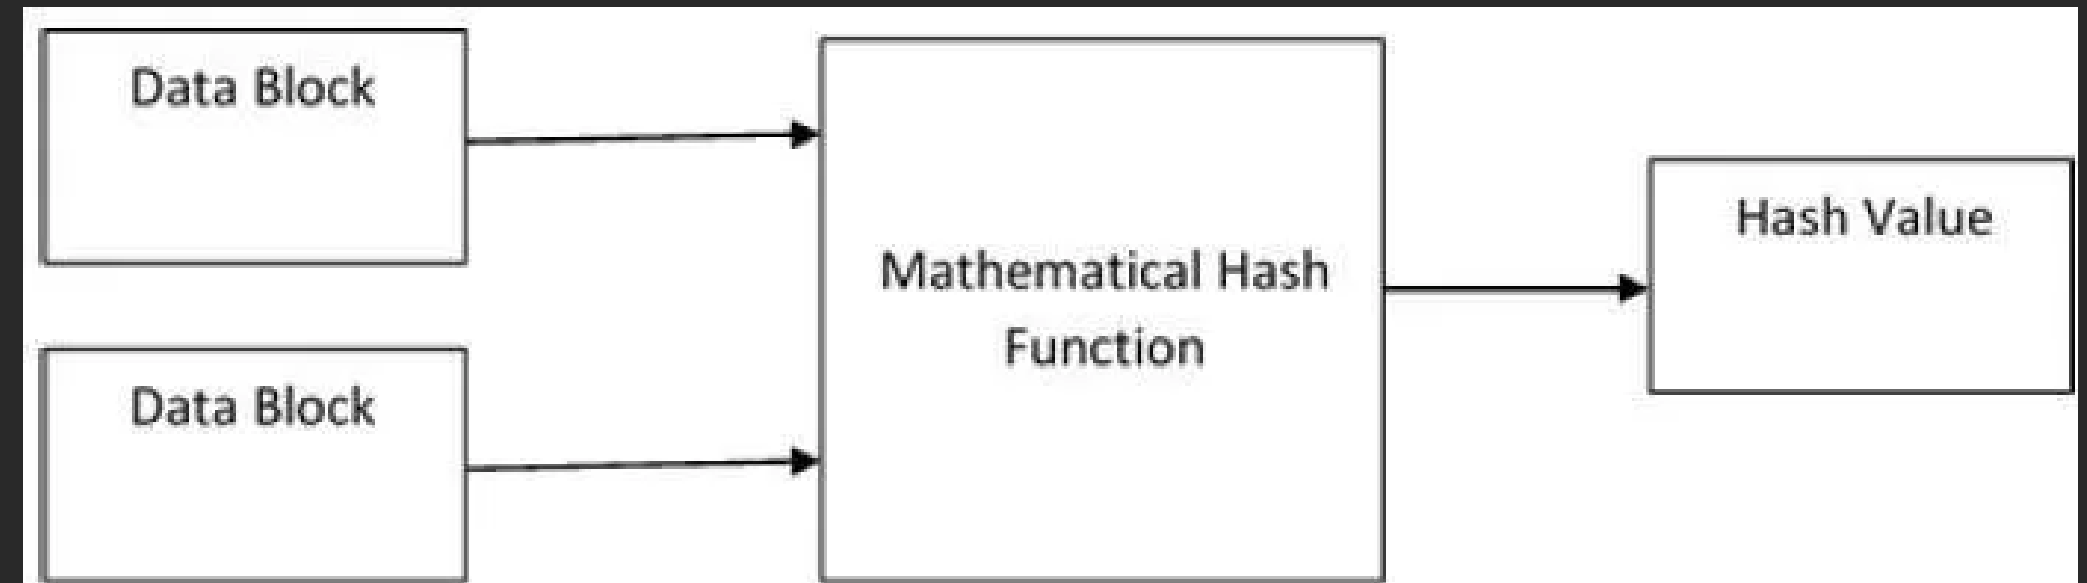 Data Block
Data Block
Mathematical Hash
Function
Hash Value